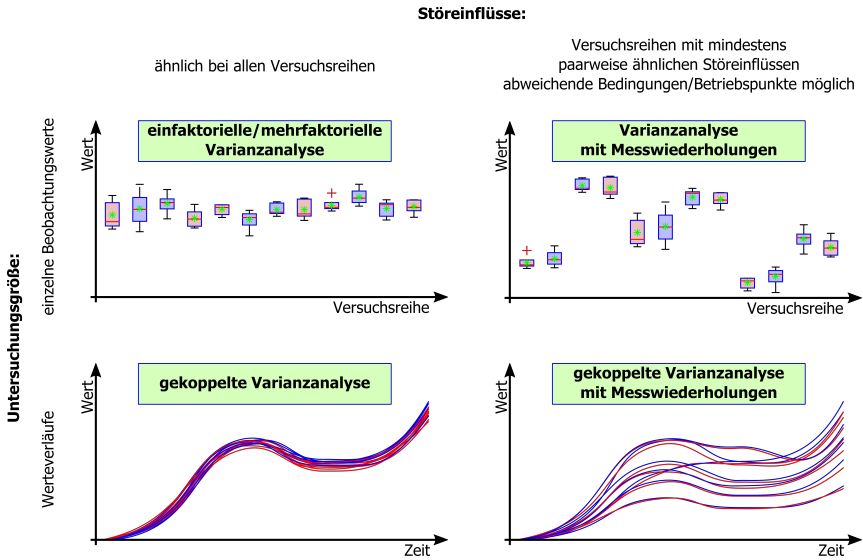 Störeinflüsse:
ähnlich bei allen Versuchsreihen
Versuchsreihen mit mindestens
paarweise ähnlichen Störeinflüssen
abweichende Bedingungen/Betriebspunkte möglich
Untersuchungsgröße:
einzelne Beobachtungswerte
Wert
einfaktorielle/mehrfaktorielle
Varianzanalyse
Versuchsreihe
Wert
Varianzanalyse
mit Messwiederholungen
Versuchsreihe
Werteverläufe
Wert
gekoppelte Varianzanalyse
Zeit
Wert
gekoppelte Varianzanalyse
mit Messwiederholungen
Zeit